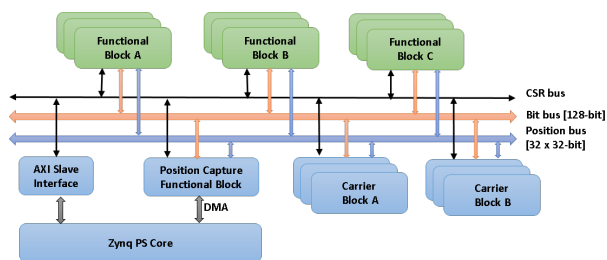 Functional
Block A
Functional
Block B
Functional
Block C
CSR bus
Bit bus [128-bit]
Position bus
[32 x 32-bit]
AXI Slave
Interface
Position Capture
Functional Block
Carrier
Block A
Carrier
Block B
DMA
Zynq PS Core